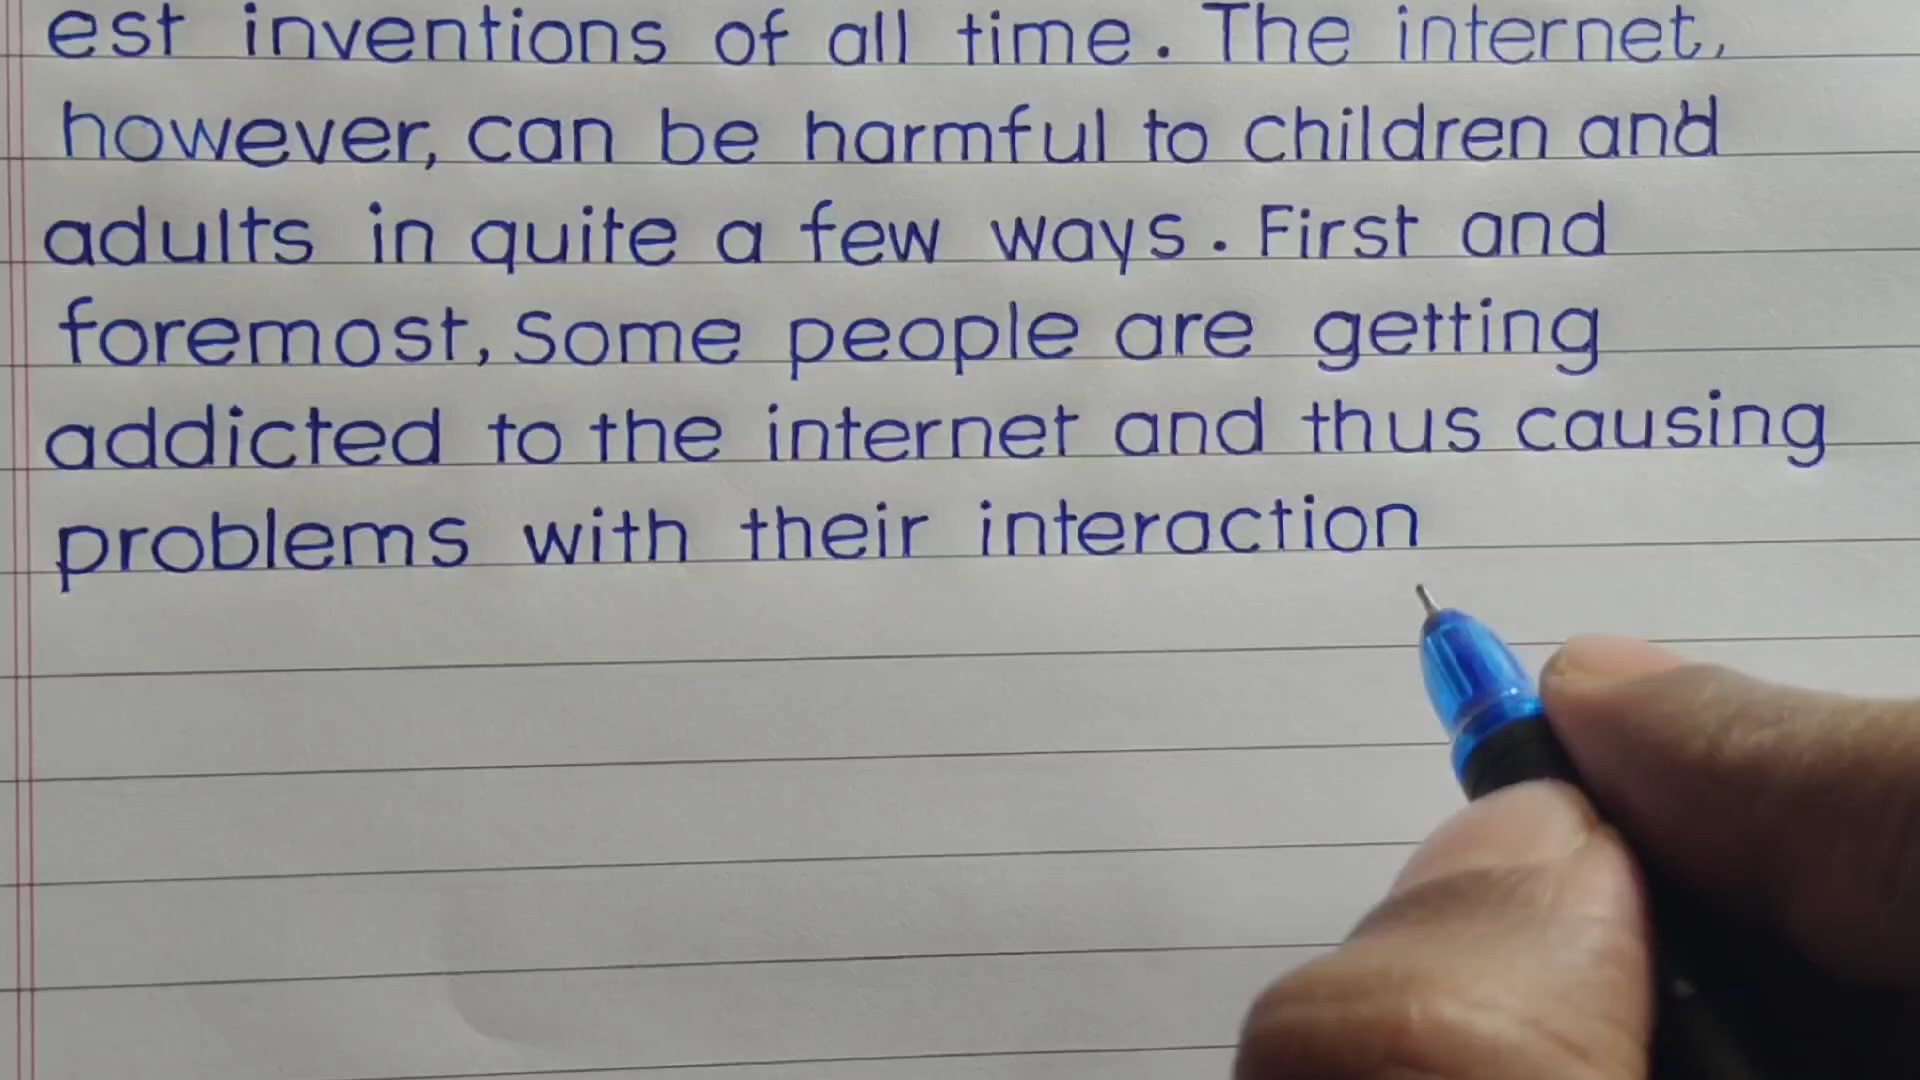 est inventions of all time. The internet,
however, can be harmful to children and
adults in quite a few ways. First and
foremost, some people are getting
addicted to the internet and thus causing
problems with their interaction